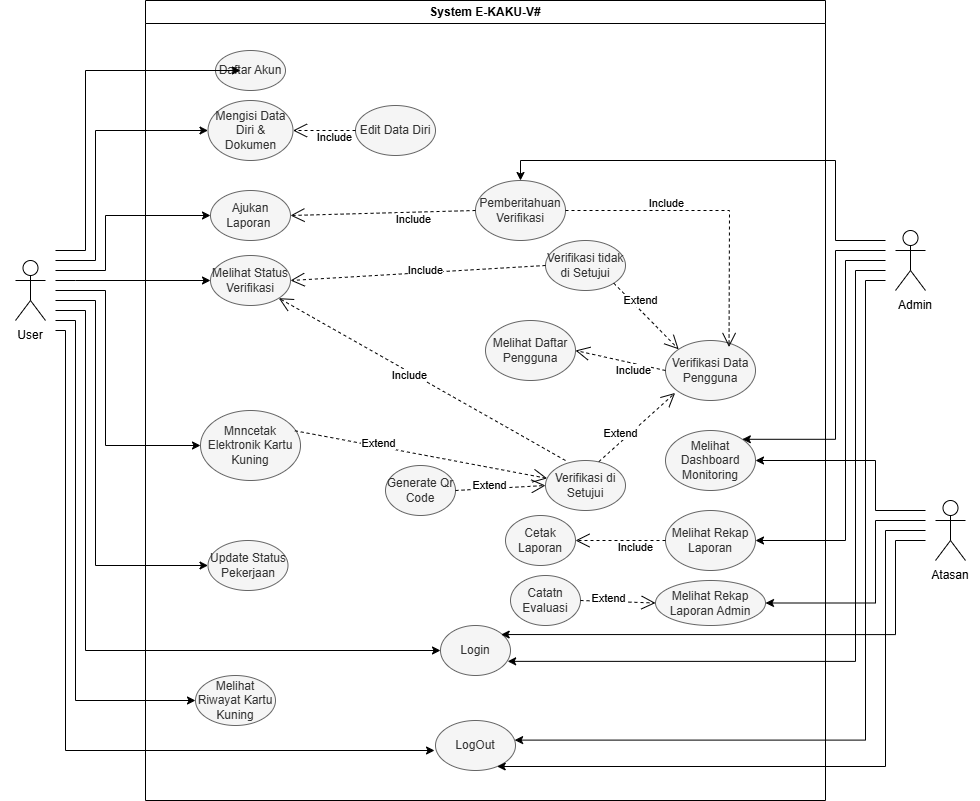 System E-KAKU-V#
Daftar Akun
Mengisi Data
Diri &
Dokumen
Include
Edit Data Diri
Ajukan
Laporan
Include
Pemberitahuan
Verifikasi
Include
Melihat Status
Verifikasi
Include
Verifikasi tidak
di Setujui
Extend
User
Admin
Melihat Daftar
Pengguna
Include
Verifikasi Data
Pengguna
Include
Extend
Mnncetak
Elektronik Kartu
Kuning
Extend
Generate Qr
Code
Extend
Verifikasi di
Setujui
Melihat
Dashboard
Monitoring
Cetak
Laporan
Include
Melihat Rekap
Laporan
Atasan
Update Status
Pekerjaan
Catatn
Evaluasi
Extend
Melihat Rekap
Laporan Admin
Login
Melihat
Riwayat Kartu
Kuning
LogOut